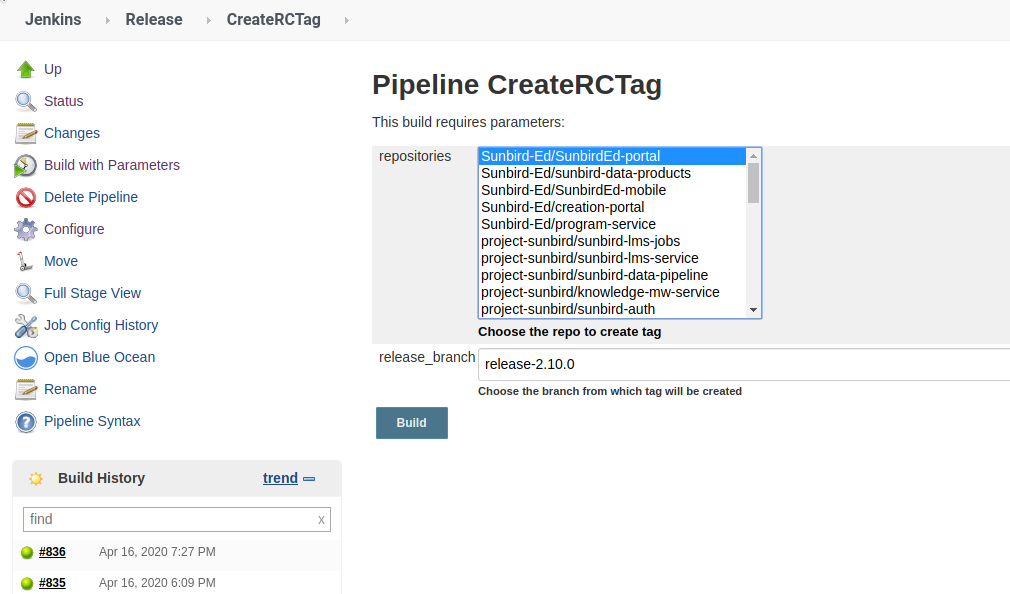 Jenkins Release CreateRCTag
Up
Status
Changes
Build with Parameters
Delete Pipeline
Configure
Move
Full Stage View
Job Config History
Open Blue Ocean
Rename
Pipeline Syntax
Build History trend
find x
#836 Apr 16, 2020 7:27 PM
#835 Apr 16, 2020 6:09 PM
Pipeline CreateRCTag
This build requires parameters:
repositories
Sunbird-Ed/SunbirdEd-portal
Sunbird-Ed/sunbird-data-products
Sunbird-Ed/SunbirdEd-mobile
Sunbird-Ed/creation-portal
Sunbird-Ed/program-service
project-sunbird/sunbird-lms-jobs
project-sunbird/sunbird-lms-service
project-sunbird/sunbird-data-pipeline
project-sunbird/knowledge-mw-service
project-sunbird/sunbird-auth
Choose the repo to create tag
release_branch release-2.10.0
Choose the branch from which tag will be created
Build